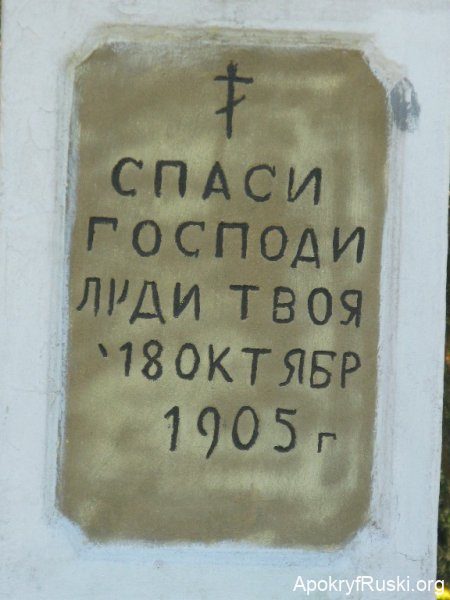 СПАСИ
ГОСПОДИ
ЛЮДИ ТВОЯ
18 ОКТЯБР
1905 г
ApokryfRuski.org